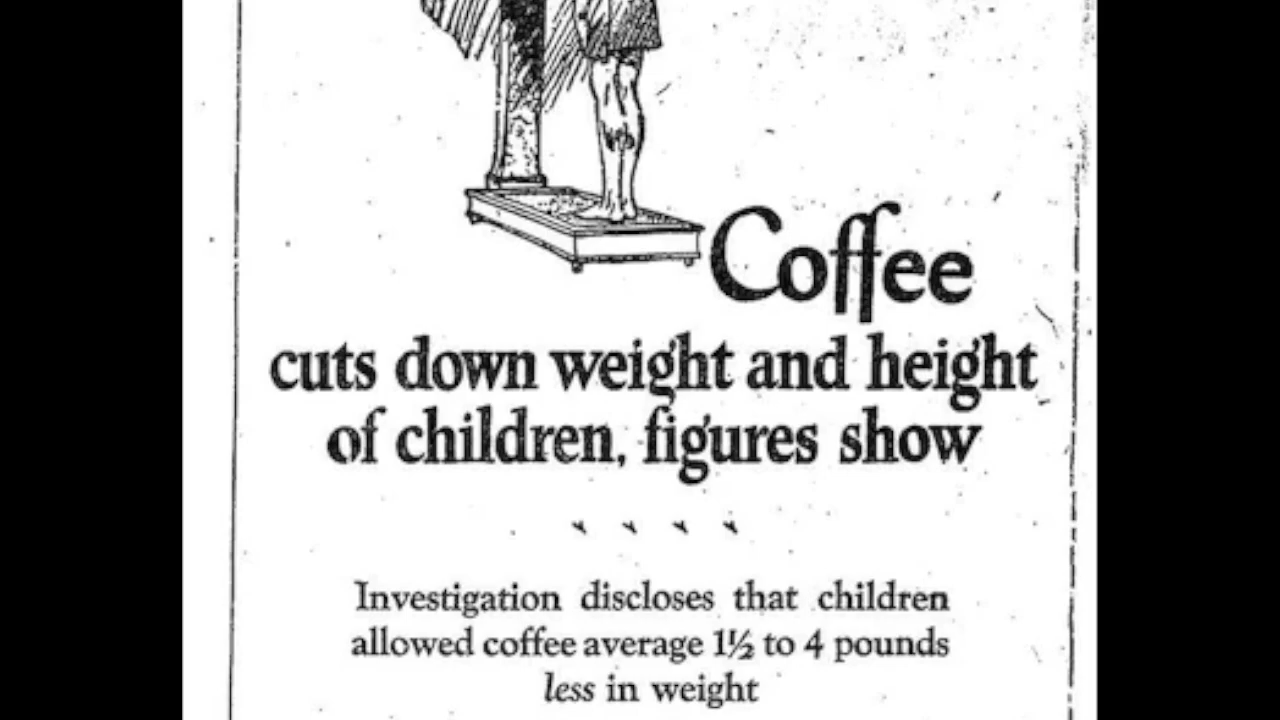 Coffee
cuts down weight and height
of children, figures show
Investigation discloses that children
allowed coffee average 1½ to 4 pounds
less in weight